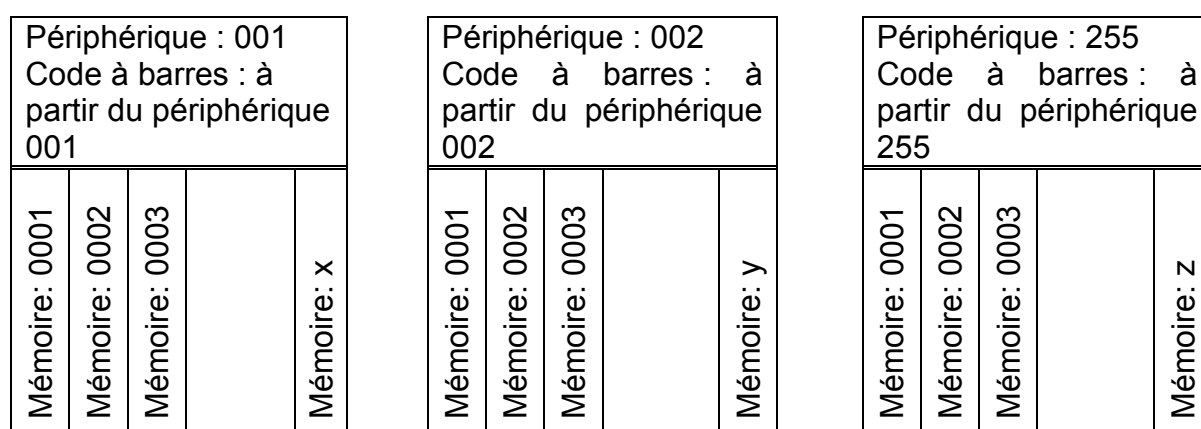 Périphérique : 001
Code à barres : à
partir du périphérique
001
Mémoire: 0001
Mémoire: 0002
Mémoire: 0003
Mémoire: x
Périphérique : 002
Code à barres : à
partir du périphérique
002
Mémoire: 0001
Mémoire: 0002
Mémoire: 0003
Mémoire: y
Périphérique : 255
Code à barres : à
partir du périphérique
255
Mémoire: 0001
Mémoire: 0002
Mémoire: 0003
Mémoire: z